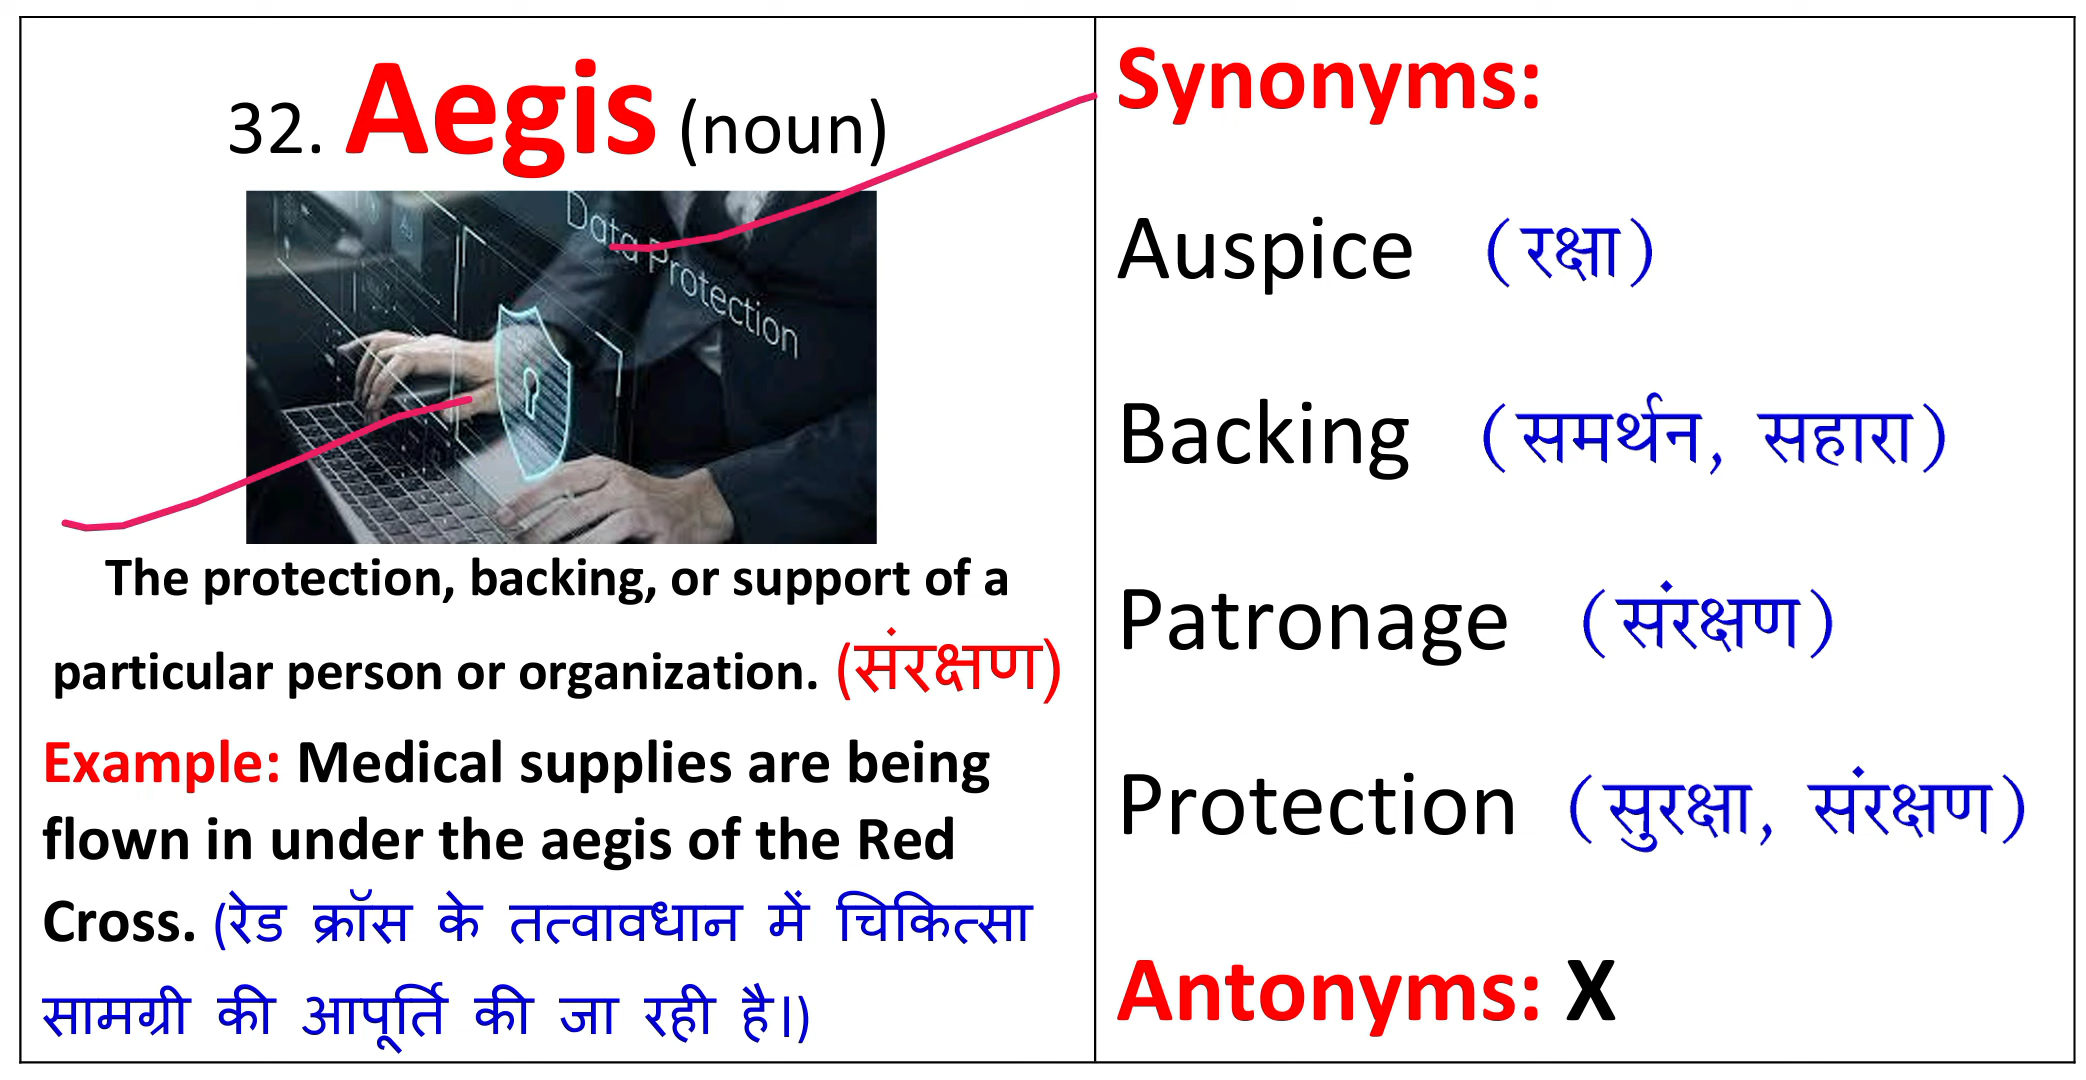 32. Aegis (noun)
Data Protection
The protection, backing, or support of a
particular person or organization. (संरक्षण)
Example: Medical supplies are being
flown in under the aegis of the Red
Cross. (रेड क्रॉस के तत्वावधान में चिकित्सा
सामग्री की आपूर्ति की जा रही है।)
Synonyms:
Auspice (रक्षा)
Backing (समर्थन, सहारा)
Patronage (संरक्षण)
Protection (सुरक्षा, संरक्षण)
Antonyms: X